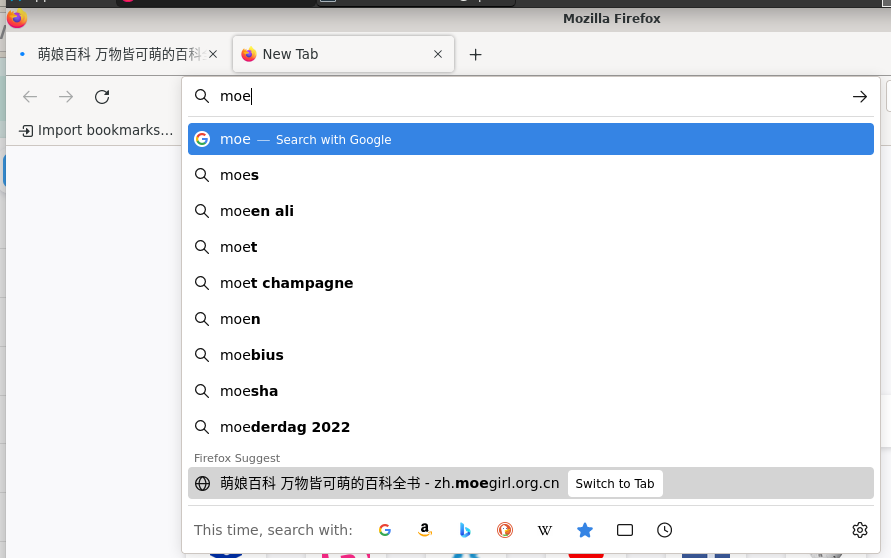 Mozilla Firefox
萌娘百科 万物皆可萌的百科
New Tab
moe
Import bookmarks...
moe — Search with Google
moes
moeen ali
moet
moet champagne
moen
moebius
moesha
moederdag 2022
Firefox Suggest
萌娘百科 万物皆可萌的百科全书 - zh.moegirl.org.cn Switch to Tab
This time, search with: